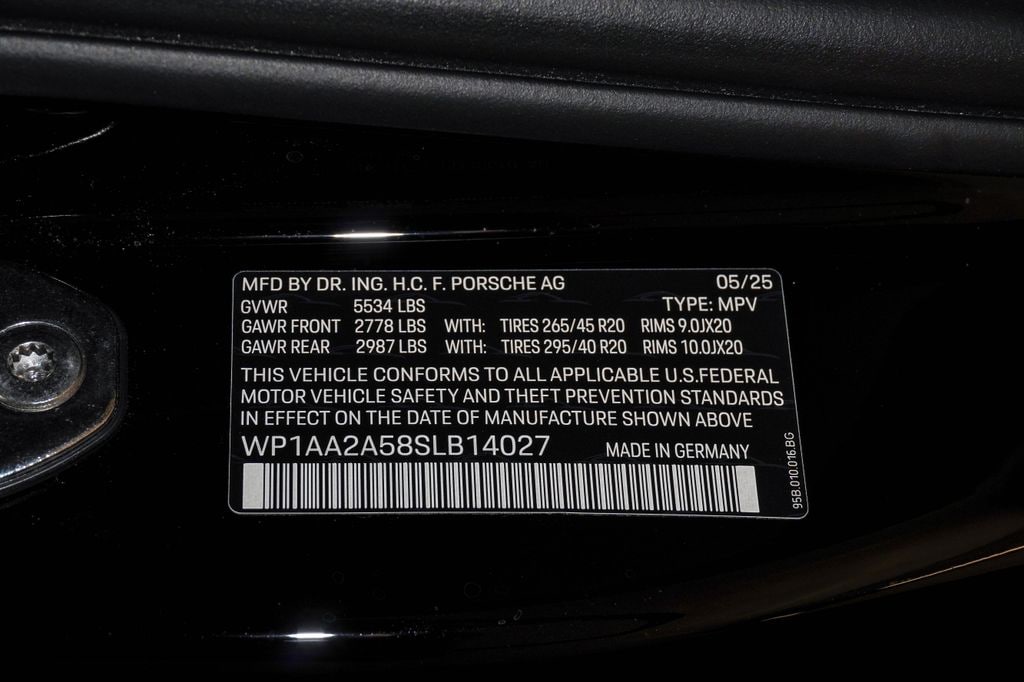 MFD BY DR. ING. H.C. F. PORSCHE AG 05/25
GVWR 5534 LBS TYPE: MPV
GAWR FRONT 2778 LBS WITH: TIRES 265/45 R20 RIMS 9.0JX20
GAWR REAR 2987 LBS WITH: TIRES 295/40 R20 RIMS 10.0JX20
THIS VEHICLE CONFORMS TO ALL APPLICABLE U.S.FEDERAL
MOTOR VEHICLE SAFETY AND THEFT PREVENTION STANDARDS
IN EFFECT ON THE DATE OF MANUFACTURE SHOWN ABOVE
WP1AA2A58SLB14027 MADE IN GERMANY
95B.010.016.BG